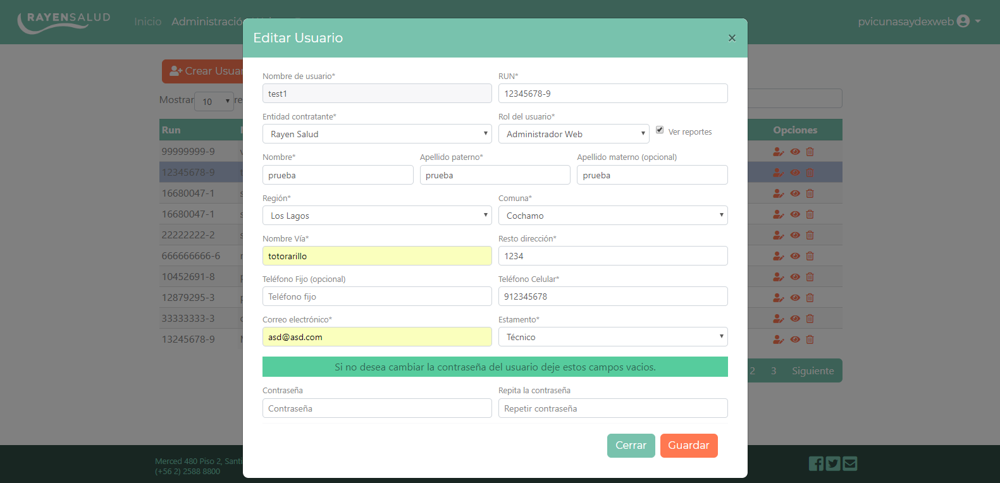 RAYENSALUD
Inicio Administració
pvicunasaydexweb
Editar Usuario
×
Crear Usuar
Mostrar 10 re
Run
Opciones
99999999-9
12345678-9
16680047-1
16680047-1
22222222-2
666666666-6
10452691-8
12879295-3
33333333-3
13245678-9
Nombre de usuario* RUN*
test1 12345678-9
Entidad contratante* Rol del usuario*
Rayen Salud Administrador Web Ver reportes
Nombre* Apellido paterno* Apellido materno (opcional)
prueba prueba prueba
Región* Comuna*
Los Lagos Cochamo
Nombre Vía* Resto dirección*
totorarillo 1234
Teléfono Fijo (opcional) Teléfono Celular*
Teléfono fijo 912345678
Correo electrónico* Estamento*
asd@asd.com Técnico
Si no desea cambiar la contraseña del usuario deje estos campos vacios.
Contraseña Repita la contraseña
Contraseña Repetir contraseña
Cerrar Guardar
2 3 Siguiente
Merced 480 Piso 2, Santi
(+56 2) 2588 8800